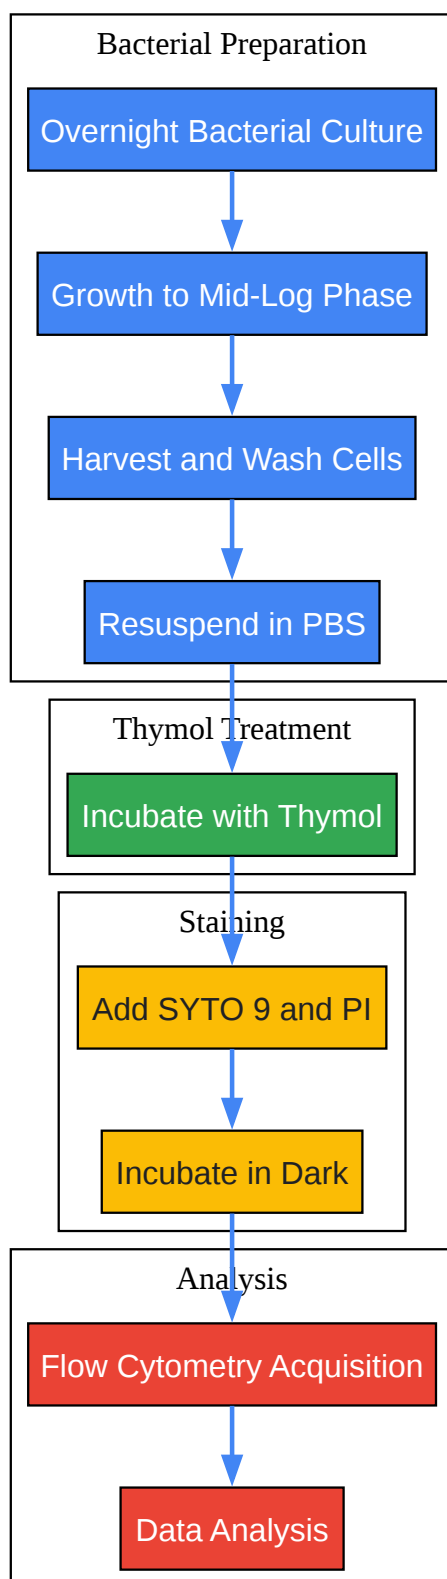 Bacterial Preparation
Overnight Bacterial Culture
Growth to Mid-Log Phase
Harvest and Wash Cells
Resuspend in PBS
Thymol Treatment
Incubate with Thymol
Staining
Add SYTO 9 and PI
Incubate in Dark
Analysis
Flow Cytometry Acquisition
Data Analysis